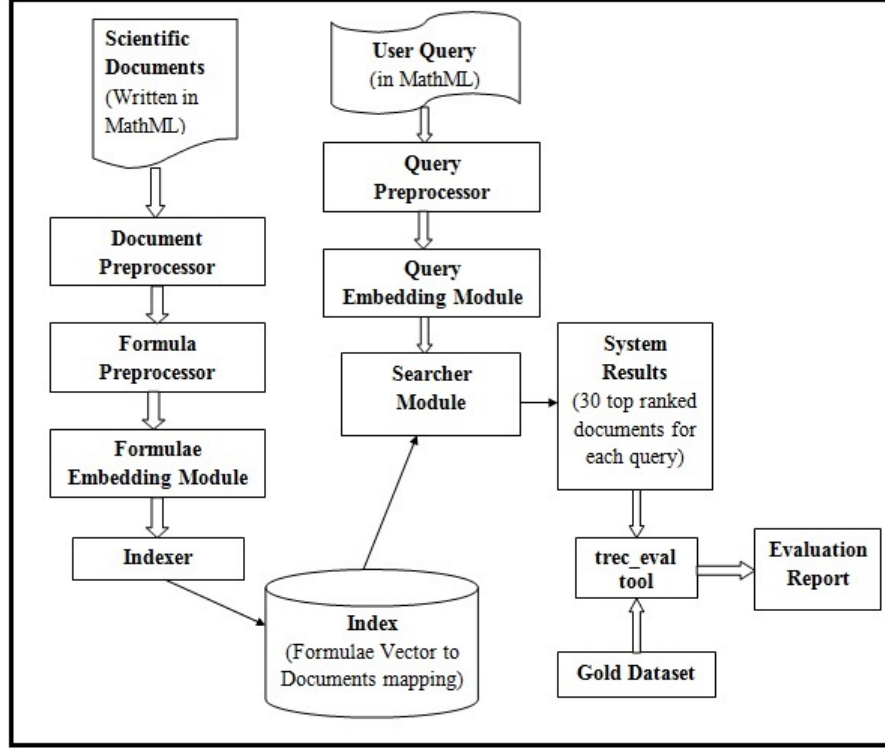 Scientific
Documents
(Written in
MathML)
User Query
(in MathML)
Query
Preprocessor
Document
Preprocessor
Query
Embedding Module
Formula
Preprocessor
Searcher
Module
System
Results
(30 top ranked
documents for
each query)
Formulae
Embedding Module
Indexer
trec_eval
tool
Evaluation
Report
Index
(Formulae Vector to
Documents mapping)
Gold Dataset